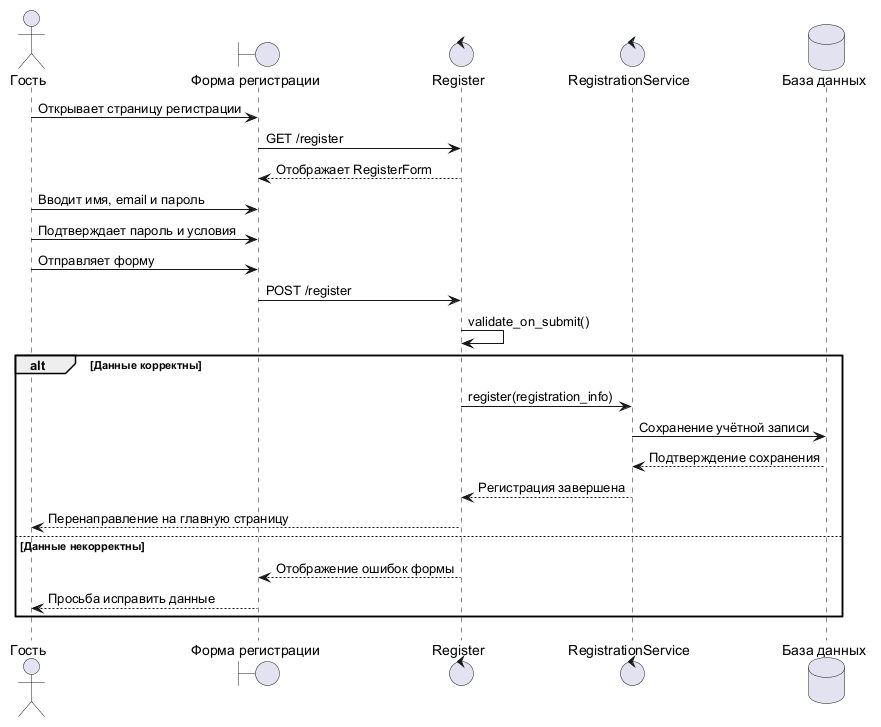 Гость
Форма регистрации
Register
RegistrationService
База данных
Открывает страницу регистрации
GET /register
Отображает RegisterForm
Вводит имя, email и пароль
Подтверждает пароль и условия
Отправляет форму
POST /register
validate_on_submit()
alt [Данные корректны]
register(registration_info)
Сохранение учётной записи
Подтверждение сохранения
Регистрация завершена
Перенаправление на главную страницу
[Данные некорректны]
Отображение ошибок формы
Просьба исправить данные
Гость
Форма регистрации
Register
RegistrationService
База данных